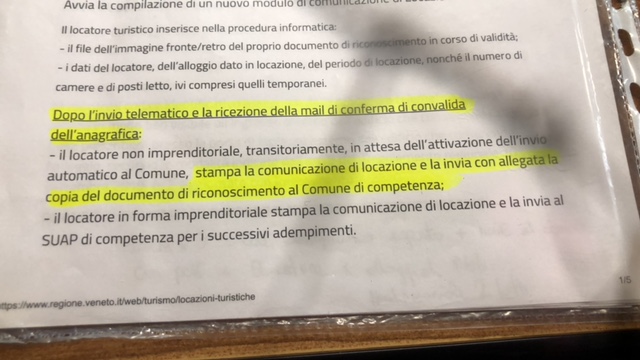 Avvia la compilazione di un nuovo modulo di comunicazione di
Il locatore turistico inserisce nella procedura informatica:
- il file dell'immagine fronte/retro del proprio documento di riconoscimento in corso di validità;
- i dati del locatore, dell'alloggio dato in locazione, del periodo di locazione, nonché il numero di
camere e di posti letto, ivi compresi quelli temporanei.
Dopo l'invio telematico e la ricezione della mail di conferma di convalida
dell'anagrafica:
- il locatore non imprenditoriale, transitoriamente, in attesa dell'attivazione dell'invio
automatico al Comune, stampa la comunicazione di locazione e la invia con allegata la
copia del documento di riconoscimento al Comune di competenza;
- il locatore in forma imprenditoriale stampa la comunicazione di locazione e la invia al
SUAP di competenza per i successivi adempimenti.
ttps://www.regione.veneto.it/web/turismo/locazioni-turistiche
1/5